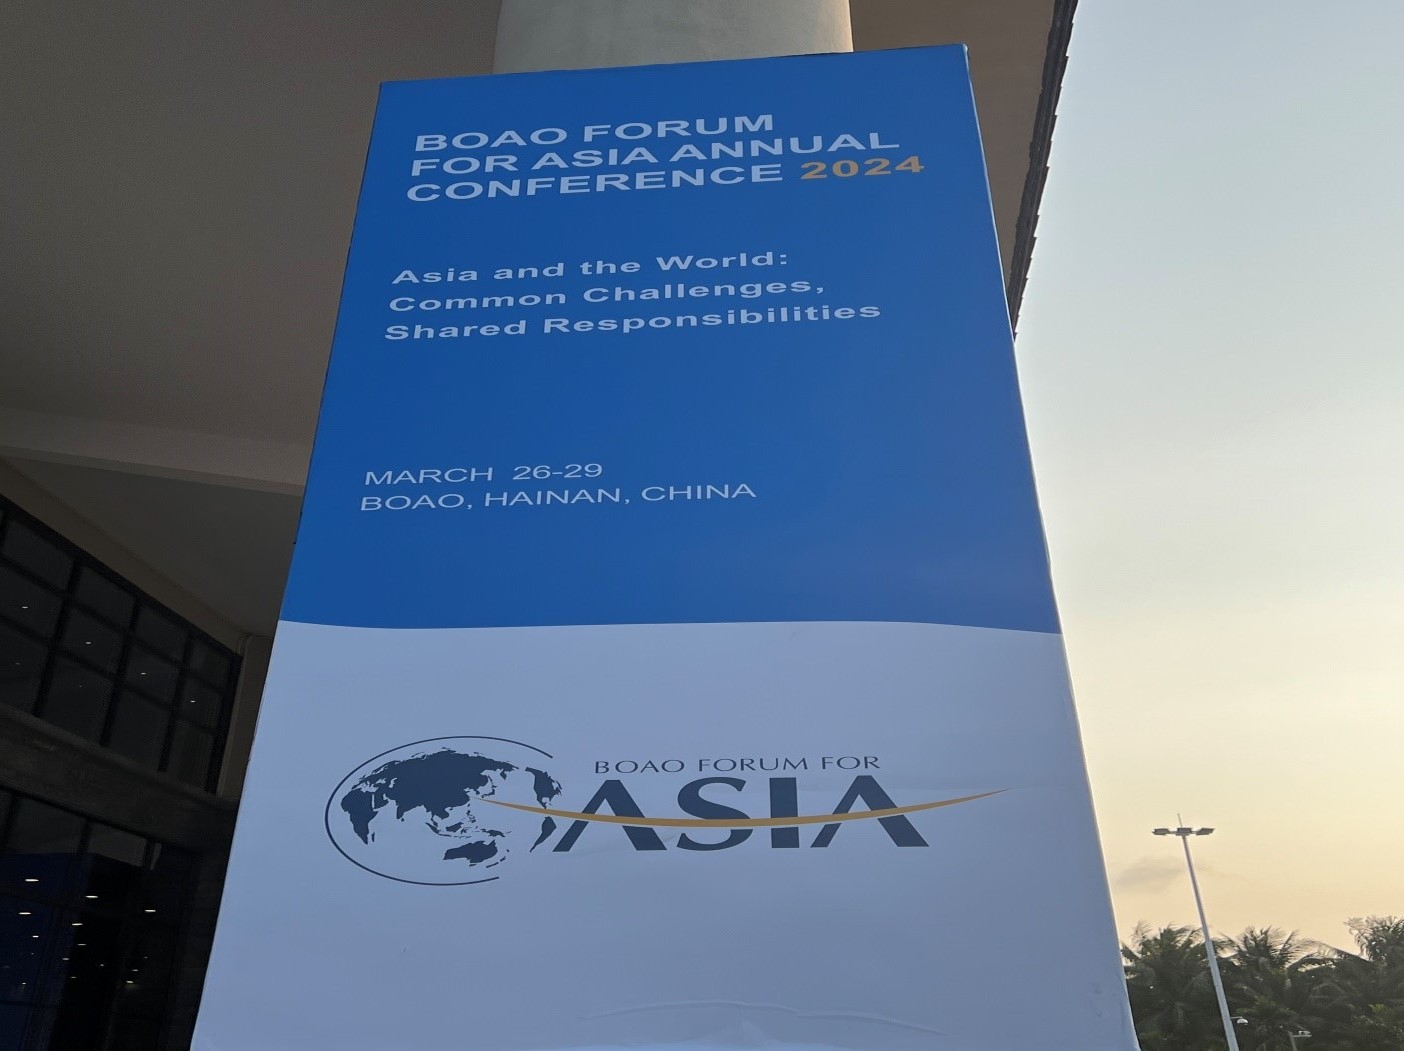 BOAO FORUM
FOR ASIA ANNUAL
CONFERENCE 2024
Asia and the World:
Common Challenges,
Shared Responsibilities
MARCH 26-29
BOAO, HAINAN, CHINA
BOAO FORUM FOR
ASIA